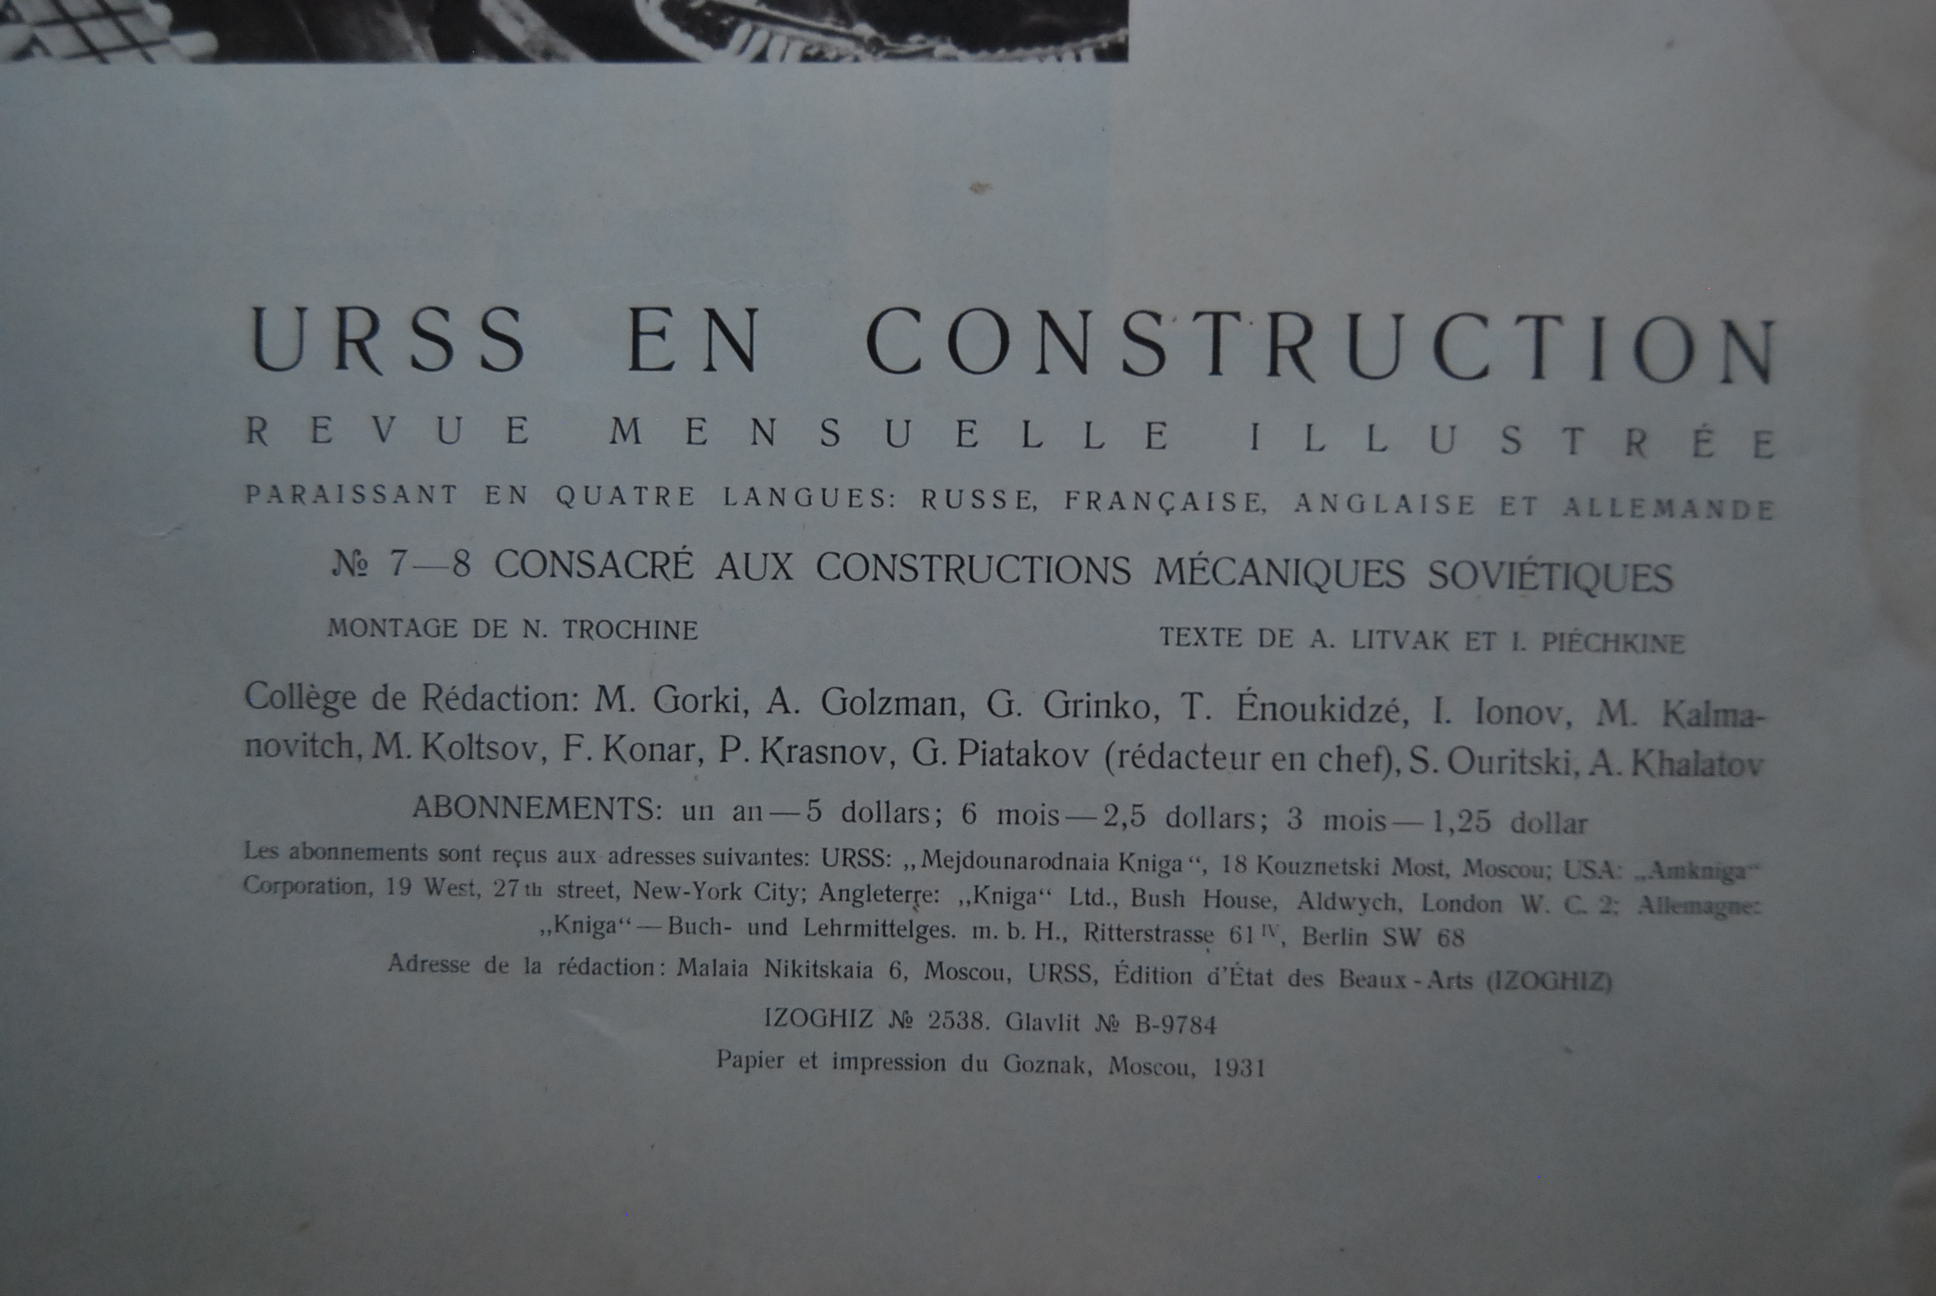 URSS EN CONSTRUCTION
REVUE MENSUELLE ILLUSTRÉE
PARAISSANT EN QUATRE LANGUES: RUSSE, FRANÇAISE, ANGLAISE ET ALLEMANDE
№ 7—8 CONSACRÉ AUX CONSTRUCTIONS MÉCANIQUES SOVIÉTIQUES
MONTAGE DE N. TROCHINE TEXTE DE A. LITVAK ET I. PIÉCHKINE
Collège de Rédaction: M. Gorki, A. Golzman, G. Grinko, T. Énoukidzé, I. Ionov, M. Kalma-
novitch, M. Koltsov, F. Konar, P. Krasnov, G. Piatakov (rédacteur en chef), S. Ouritski, A. Khalatov
ABONNEMENTS: un an—5 dollars; 6 mois—2,5 dollars; 3 mois—1,25 dollar
Les abonnements sont reçus aux adresses suivantes: URSS: „Mejdounarodnaia Kniga“, 18 Kouznetski Most, Moscou; USA: „Amkniga“
Corporation, 19 West, 27th street, New-York City; Angleterre: „Kniga“ Ltd., Bush House, Aldwych, London W. C. 2; Allemagne:
„Kniga“—Buch- und Lehrmittelges. m. b. H., Ritterstrasse 61 IV, Berlin SW 68
Adresse de la rédaction: Malaia Nikitskaia 6, Moscou, URSS, Édition d'État des Beaux-Arts (IZOGHIZ)
IZOGHIZ № 2538. Glavlit № B-9784
Papier et impression du Goznak, Moscou, 1931